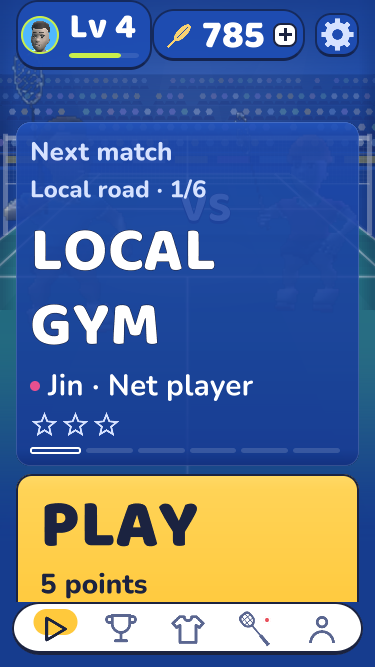 Lv 4
785
Next match
Local road · 1/6
VS
LOCAL
GYM
Jin · Net player
PLAY
5 points